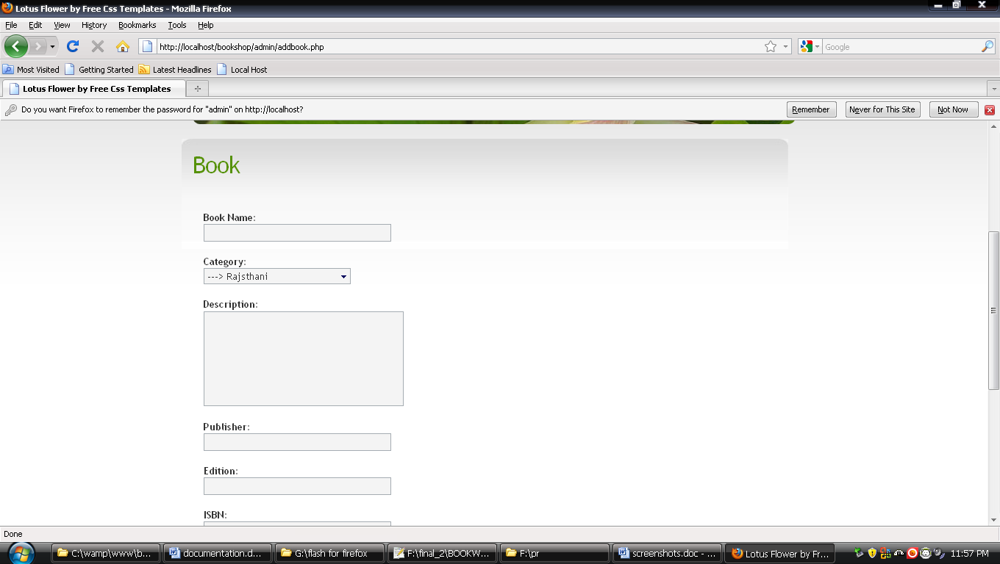 Lotus Flower by Free Css Templates - Mozilla Firefox
File Edit View History Bookmarks Tools Help
http://localhost/bookshop/admin/addbook.php Google
Most Visited Getting Started Latest Headlines Local Host
Lotus Flower by Free Css Templates
Do you want Firefox to remember the password for "admin" on http://localhost? Remember Never for This Site Not Now
Book
Book Name:
Category:
---> Rajsthani
Description:
Publisher:
Edition:
ISBN:
Done
C:\wamp\www\b... documentation.d... G:\flash for firefox F:\final_2\BOOKW... F:\pr screenshots.doc - ... Lotus Flower by Fr... 11:57 PM